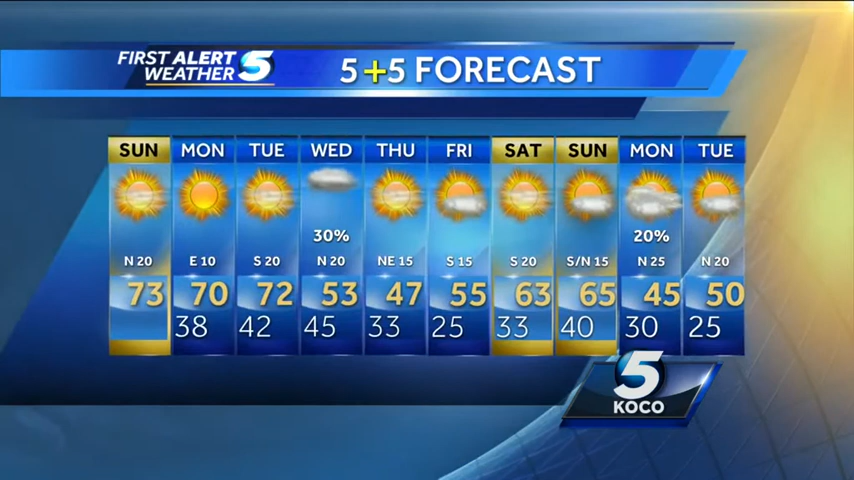 FIRST ALERT
WEATHER 5
5+5 FORECAST
SUN MON TUE WED THU FRI SAT SUN MON TUE
30% 20%
N 20 E 10 S 20 N 20 NE 15 S 15 S 20 S/N 15 N 25 N 20
73 70 72 53 47 55 63 65 45 50
38 42 45 33 25 33 40 30 25
5
KOCO